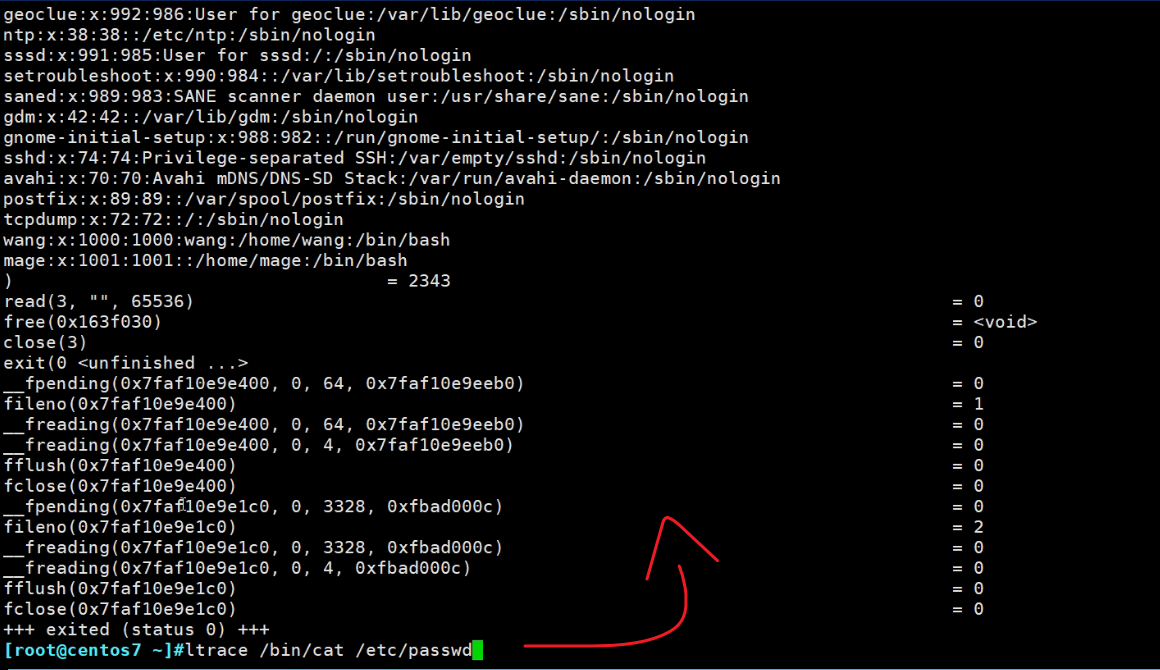 geoclue:x:992:986:User for geoclue:/var/lib/geoclue:/sbin/nologin
ntp:x:38:38::/etc/ntp:/sbin/nologin
sssd:x:991:985:User for sssd:/:/sbin/nologin
setroubleshoot:x:990:984::/var/lib/setroubleshoot:/sbin/nologin
saned:x:989:983:SANE scanner daemon user:/usr/share/sane:/sbin/nologin
gdm:x:42:42::/var/lib/gdm:/sbin/nologin
gnome-initial-setup:x:988:982::/run/gnome-initial-setup/:/sbin/nologin
sshd:x:74:74:Privilege-separated SSH:/var/empty/sshd:/sbin/nologin
avahi:x:70:70:Avahi mDNS/DNS-SD Stack:/var/run/avahi-daemon:/sbin/nologin
postfix:x:89:89::/var/spool/postfix:/sbin/nologin
tcpdump:x:72:72::/:/sbin/nologin
wang:x:1000:1000:wang:/home/wang:/bin/bash
mage:x:1001:1001::/home/mage:/bin/bash
) = 2343
read(3, "", 65536) = 0
free(0x163f030) = <void>
close(3) = 0
exit(0 <unfinished ...>
__fpending(0x7faf10e9e400, 0, 64, 0x7faf10e9eeb0) = 0
fileno(0x7faf10e9e400) = 1
__freading(0x7faf10e9e400, 0, 64, 0x7faf10e9eeb0) = 0
__freading(0x7faf10e9e400, 0, 4, 0x7faf10e9eeb0) = 0
fflush(0x7faf10e9e400) = 0
fclose(0x7faf10e9e400) = 0
__fpending(0x7faf10e9e1c0, 0, 3328, 0xfbad000c) = 0
fileno(0x7faf10e9e1c0) = 2
__freading(0x7faf10e9e1c0, 0, 3328, 0xfbad000c) = 0
__freading(0x7faf10e9e1c0, 0, 4, 0xfbad000c) = 0
fflush(0x7faf10e9e1c0) = 0
fclose(0x7faf10e9e1c0) = 0
+++ exited (status 0) +++
[root@centos7 ~]#ltrace /bin/cat /etc/passwd